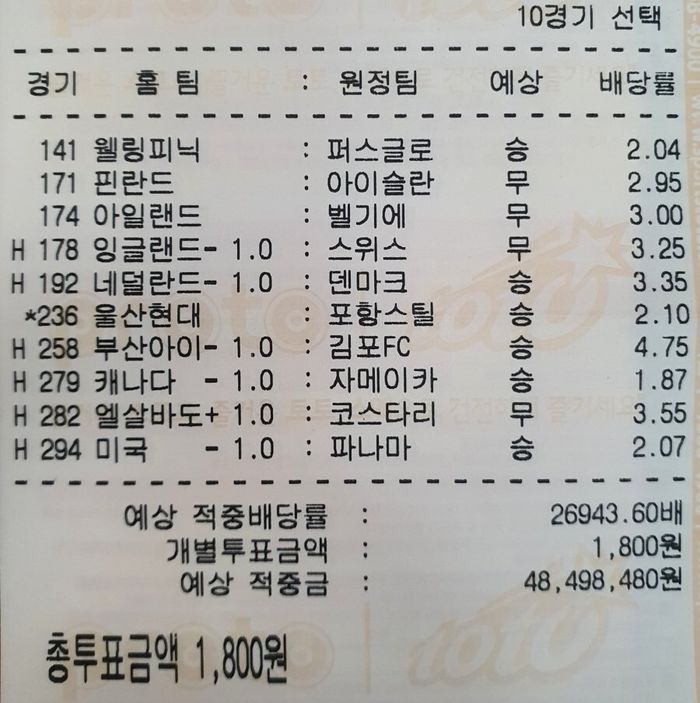 10경기 선택
경기 홈 팀 : 원정팀 예상 배당률
141 웰링피닉 : 퍼스글로 승 2.04
171 핀란드 : 아이슬란 무 2.95
174 아일랜드 : 벨기에 무 3.00
H 178 잉글랜드- 1.0 : 스위스 무 3.25
H 192 네덜란드- 1.0 : 덴마크 승 3.35
*236 울산현대 : 포항스틸 승 2.10
H 258 부산아이- 1.0 : 김포FC 승 4.75
H 279 캐나다 - 1.0 : 자메이카 승 1.87
H 282 엘살바도+ 1.0 : 코스타리 무 3.55
H 294 미국 - 1.0 : 파나마 승 2.07
예상 적중배당률 : 26943.60배
개별투표금액 : 1,800원
예상 적중금 : 48,498,480원
총투표금액 1,800원